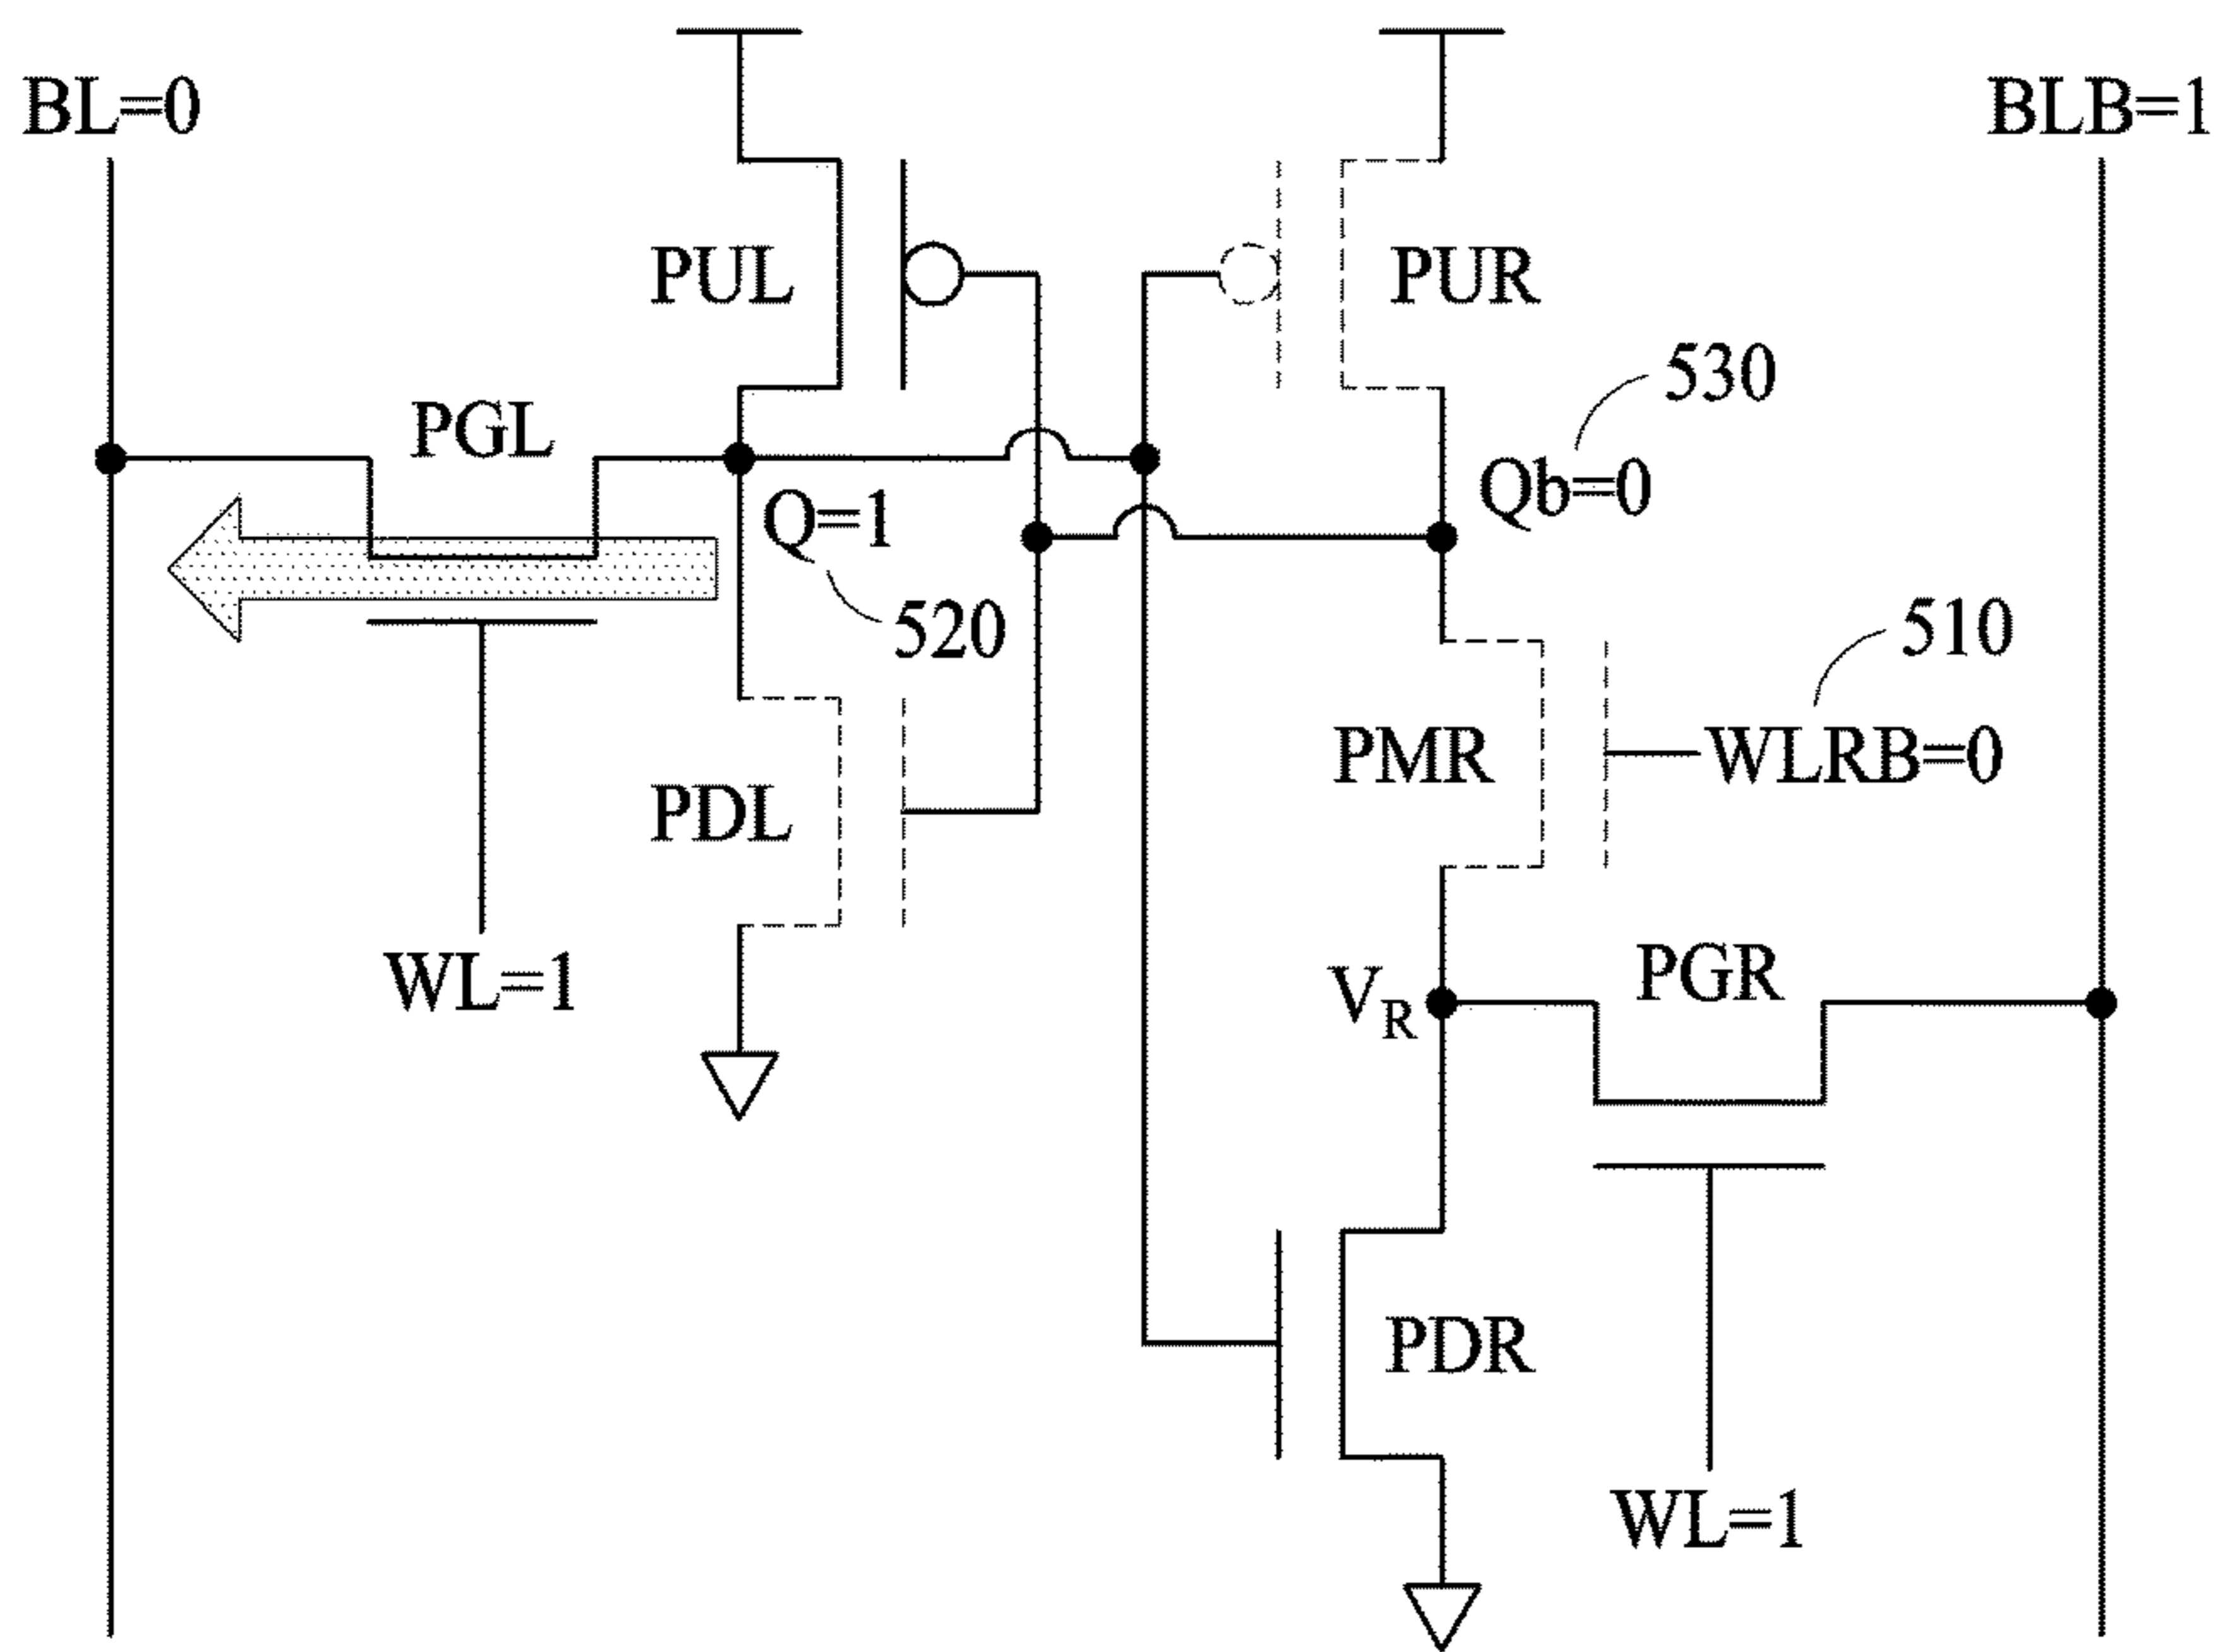 BL=0
BLB=1
PUL
PUR
530
PGL
Qb=0
Q=1
520
510
PMR
WLRB=0
PDL
WL=1
PGR
VR
PDR
WL=1